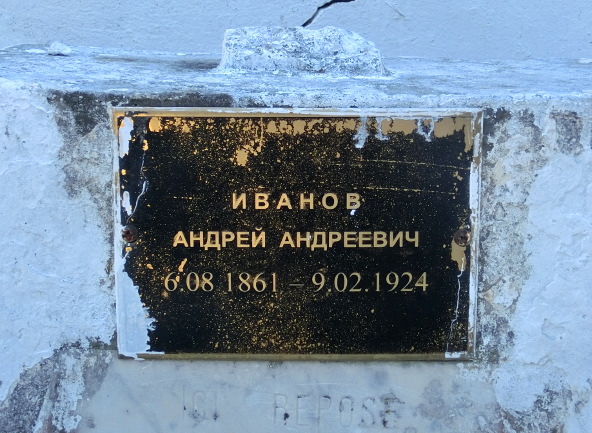 ИВАНОВ
АНДРЕЙ АНДРЕЕВИЧ
6.08 1861 – 9.02.1924
ICI REPOSE